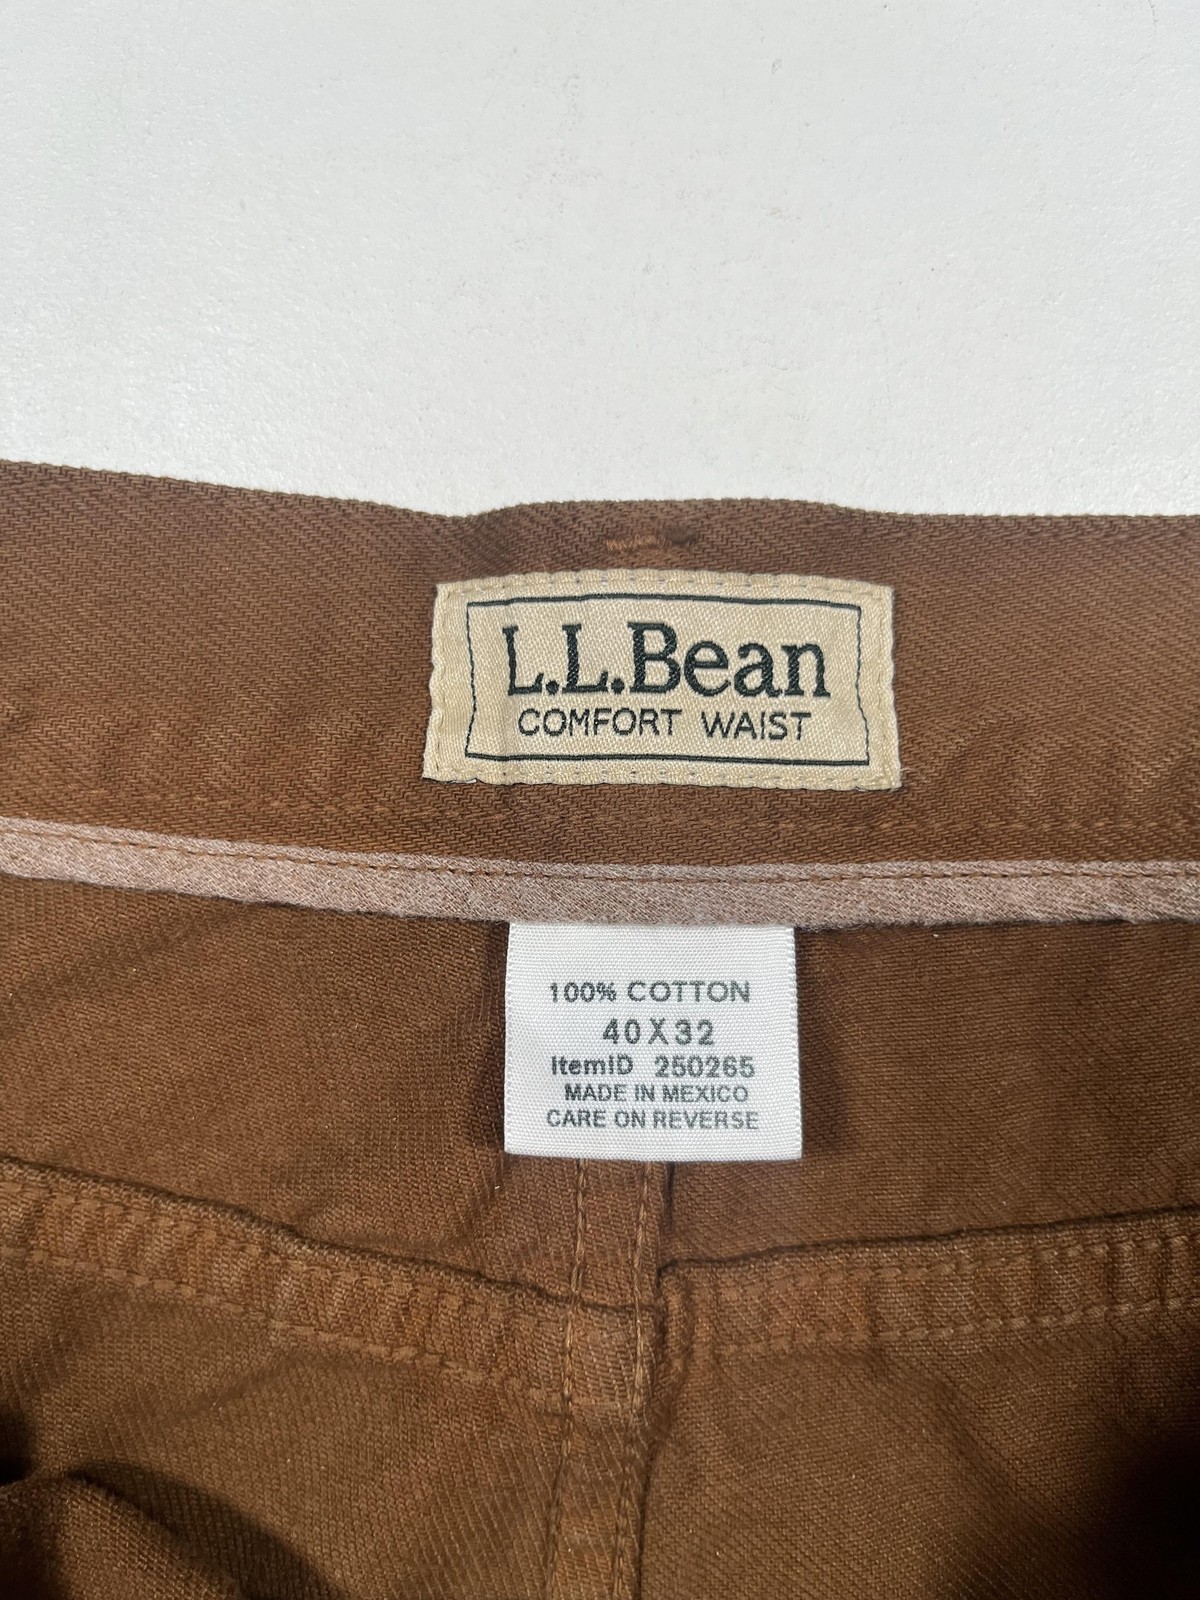 L.L.Bean
COMFORT WAIST
100% COTTON
40X32
ItemID 250265
MADE IN MEXICO
CARE ON REVERSE